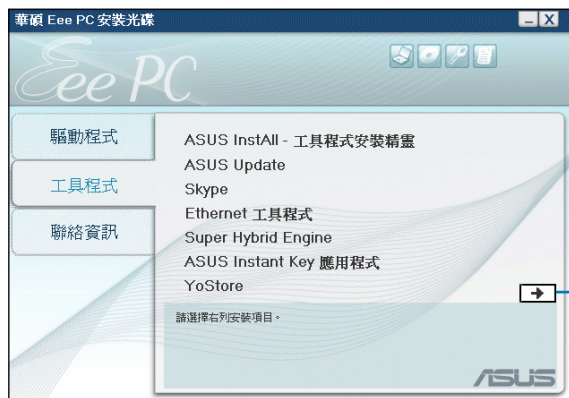 華碩 Eee PC 安裝光碟
Eee PC
驅動程式
工具程式
聯絡資訊
ASUS InstAll - 工具程式安裝精靈
ASUS Update
Skype
Ethernet 工具程式
Super Hybrid Engine
ASUS Instant Key 應用程式
YoStore
請選擇右列安裝項目。
ASUS